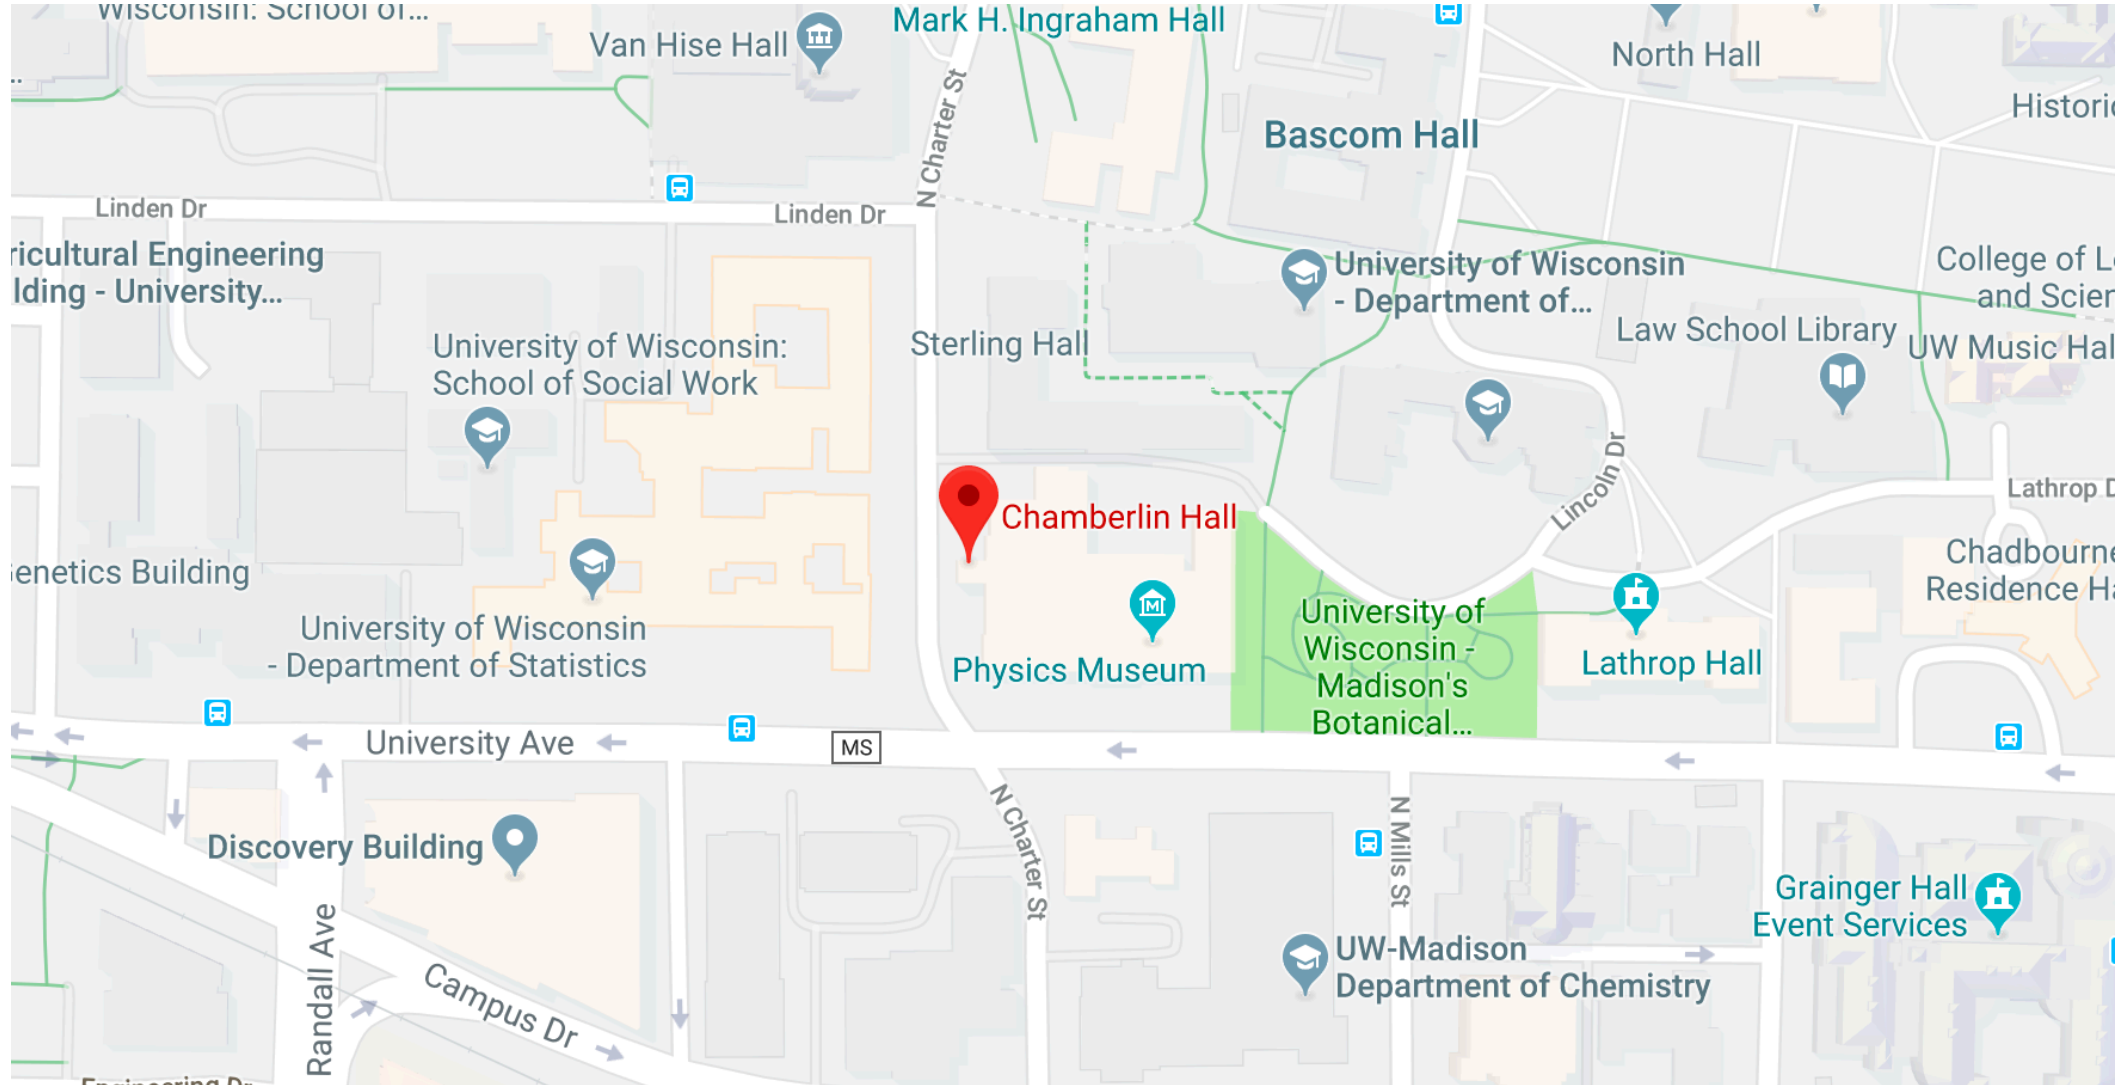 Wisconsin: School of...
Van Hise Hall
Mark H. Ingraham Hall
North Hall
Bascom Hall
N Charter St
Linden Dr
Linden Dr
ricultural Engineering
lding - University...
University of Wisconsin
- Department of...
College of L
and Scien
Law School Library
UW Music Hal
Sterling Hall
University of Wisconsin:
School of Social Work
Lincoln Dr
Lathrop D
Chamberlin Hall
Chadbourne
Residence Ha
enetics Building
University of Wisconsin
- Department of Statistics
M
Physics Museum
University of
Wisconsin -
Madison's
Botanical...
Lathrop Hall
University Ave
MS
N Charter St
N Mills St
Discovery Building
Grainger Hall
Event Services
Randall Ave
Campus Dr
UW-Madison
Department of Chemistry